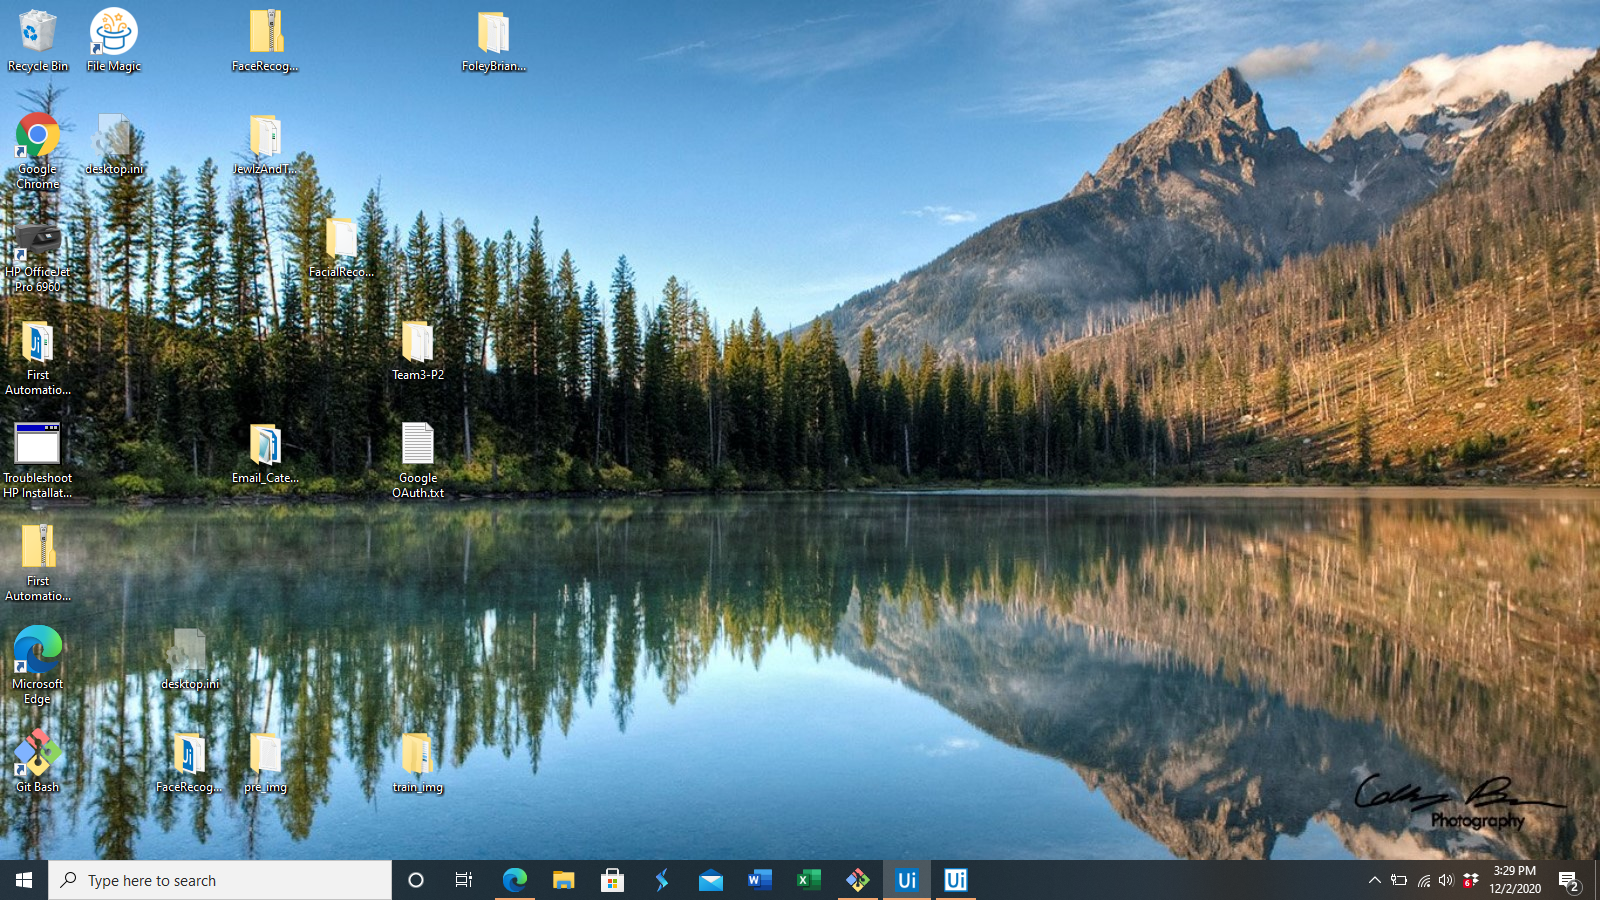 Recycle Bin
File Magic
FaceRecog...
FoleyBrian...
Google
Chrome
desktop.ini
JewlzAndT...
HP OfficeJet
Pro 6960
FacialReco...
First
Automatio...
Team3-P2
Troubleshoot
HP Installat...
Email_Cate...
Google
OAuth.txt
First
Automatio...
Microsoft
Edge
desktop.ini
Git Bash
FaceRecog...
pre_img
train_img
Photography
Type here to search
Ui
Ui
6
3:29 PM
12/2/2020
2